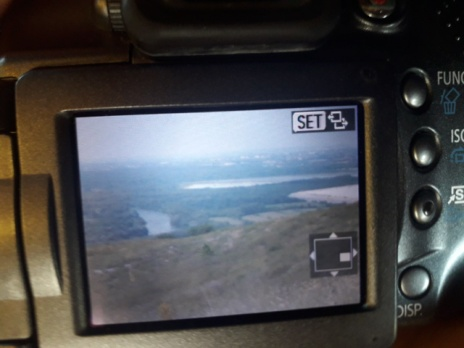 SET
FUNC
ISO
S
DISP.